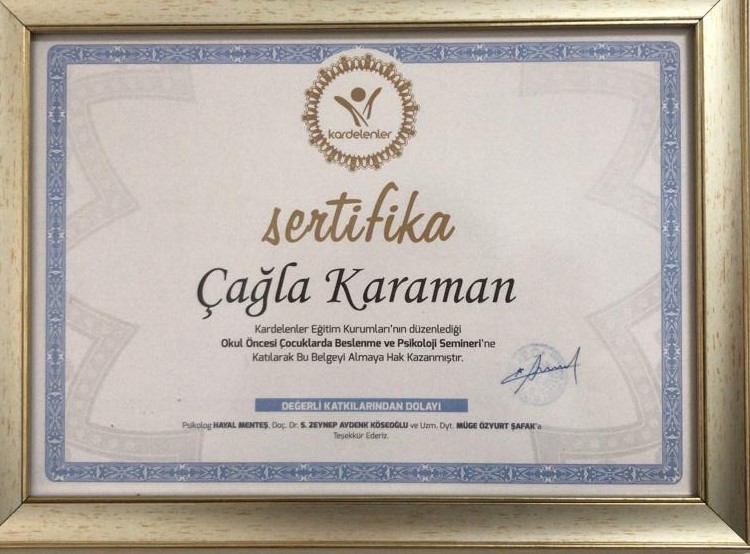 kardelenler
sertifika
Çağla Karaman
Kardelenler Eğitim Kurumları'nın düzenlediği
Okul Öncesi Çocuklarda Beslenme ve Psikoloji Semineri'ne
Katılarak Bu Belgeyi Almaya Hak Kazanmıştır.
DEĞERLİ KATKILARINDAN DOLAYI
Psikolog HAYAL MENTEŞ, Doç. Dr. S. ZEYNEP AYDENK KÖSEOĞLU ve Uzm. Dyt. MÜGE ÖZYURT ŞAFAK'a
Teşekkür Ederiz.